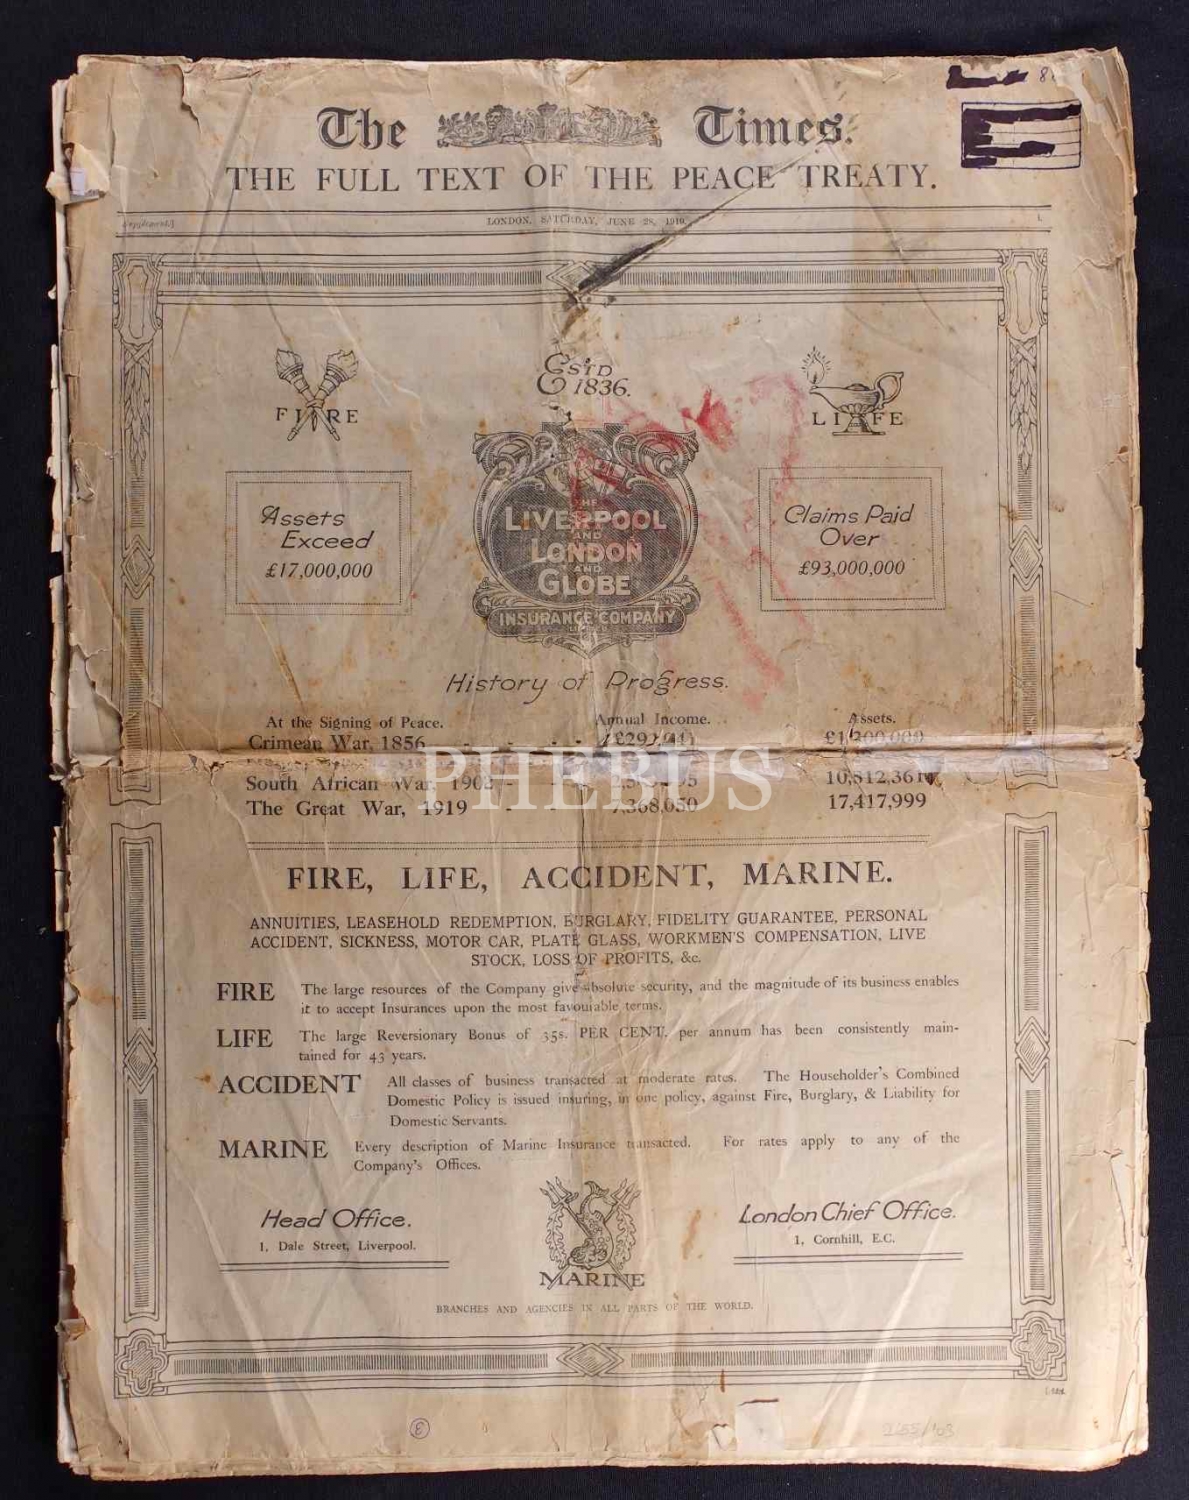 The Times.
THE FULL TEXT OF THE PEACE TREATY.
LONDON, SATURDAY, JUNE 28, 1919.
ESTD
1836.
FIRE
LIFE
Assets
Exceed
£17,000,000
THE
LIVERPOOL
AND
LONDON
AND
GLOBE
INSURANCE COMPANY
Claims Paid
Over
£93,000,000
History of Progress.
At the Signing of Peace. Annual Income. Assets.
Crimean War, 1856
South African War, 1902 - 10,512,361
The Great War, 1919 - - - 7,368,050 17,417,999
PHEBUS
FIRE, LIFE, ACCIDENT, MARINE.
ANNUITIES, LEASEHOLD REDEMPTION, BURGLARY, FIDELITY GUARANTEE, PERSONAL
ACCIDENT, SICKNESS, MOTOR CAR, PLATE GLASS, WORKMEN'S COMPENSATION, LIVE
STOCK, LOSS OF PROFITS, &c.
FIRE The large resources of the Company give absolute security, and the magnitude of its business enables
it to accept Insurances upon the most favourable terms.
LIFE The large Reversionary Bonus of 35s. PER CENT. per annum has been consistently main-
tained for 43 years.
ACCIDENT All classes of business transacted at moderate rates. The Householder's Combined
Domestic Policy is issued insuring, in one policy, against Fire, Burglary, & Liability for
Domestic Servants.
MARINE Every description of Marine Insurance transacted. For rates apply to any of the
Company's Offices.
Head Office.
1, Dale Street, Liverpool.
MARINE
London Chief Office.
1, Cornhill, E.C.
BRANCHES AND AGENCIES IN ALL PARTS OF THE WORLD.